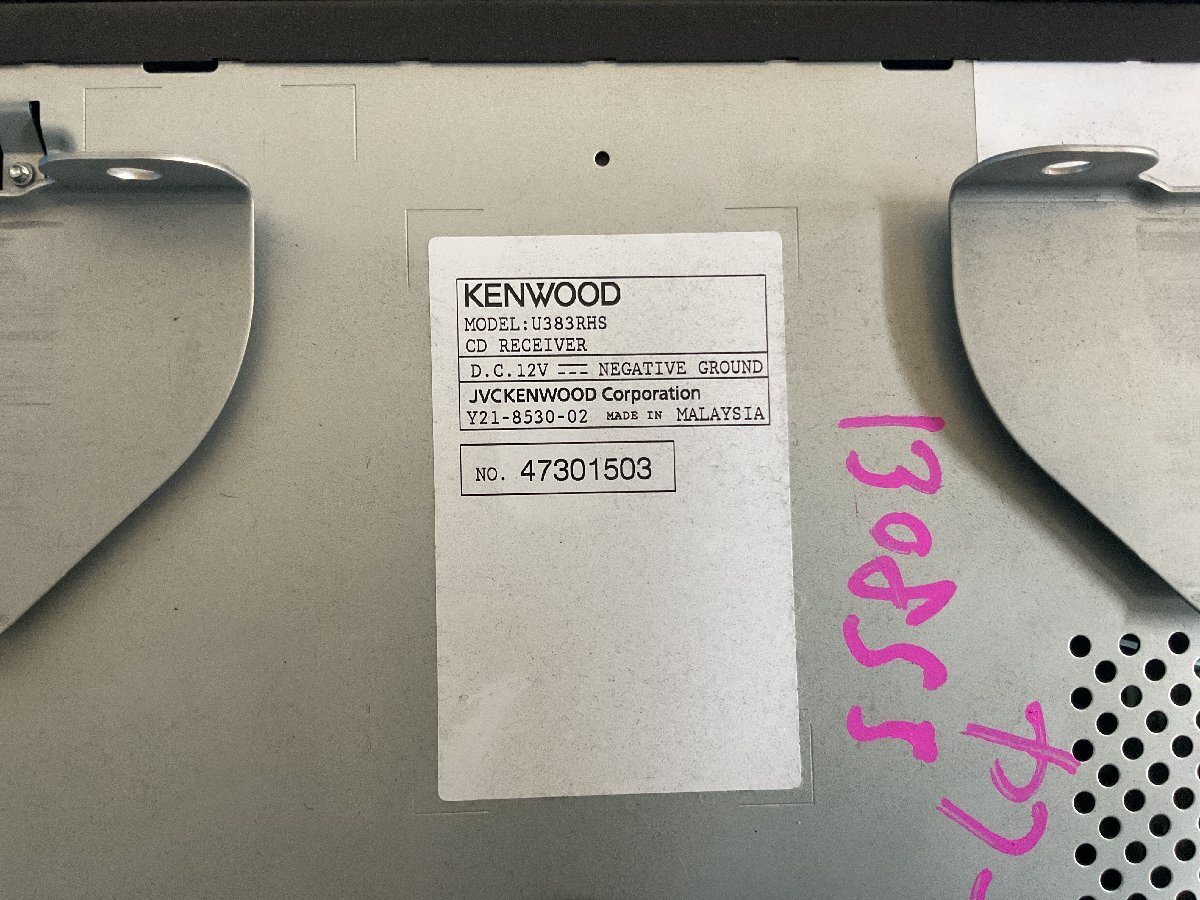 KENWOOD
MODEL:U383RHS
CD RECEIVER
D.C.12V ⎓ NEGATIVE GROUND
JVCKENWOOD Corporation
Y21-8530-02 MADE IN MALAYSIA
NO. 47301503
130855